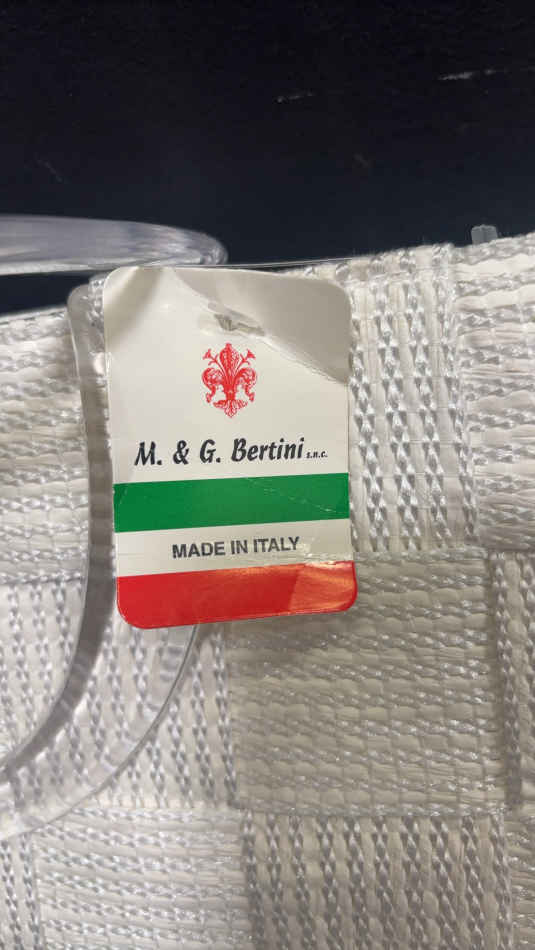 M. & G. Bertini s.n.c.
MADE IN ITALY